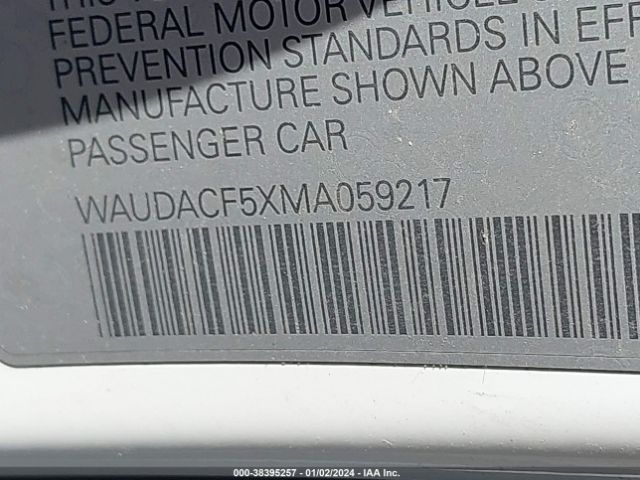 FEDERAL MOTOR VEHICLE
PREVENTION STANDARDS IN EFF
MANUFACTURE SHOWN ABOVE
PASSENGER CAR
WAUDACF5XMA059217
000-38395257 - 01/02/2024 - IAA Inc.